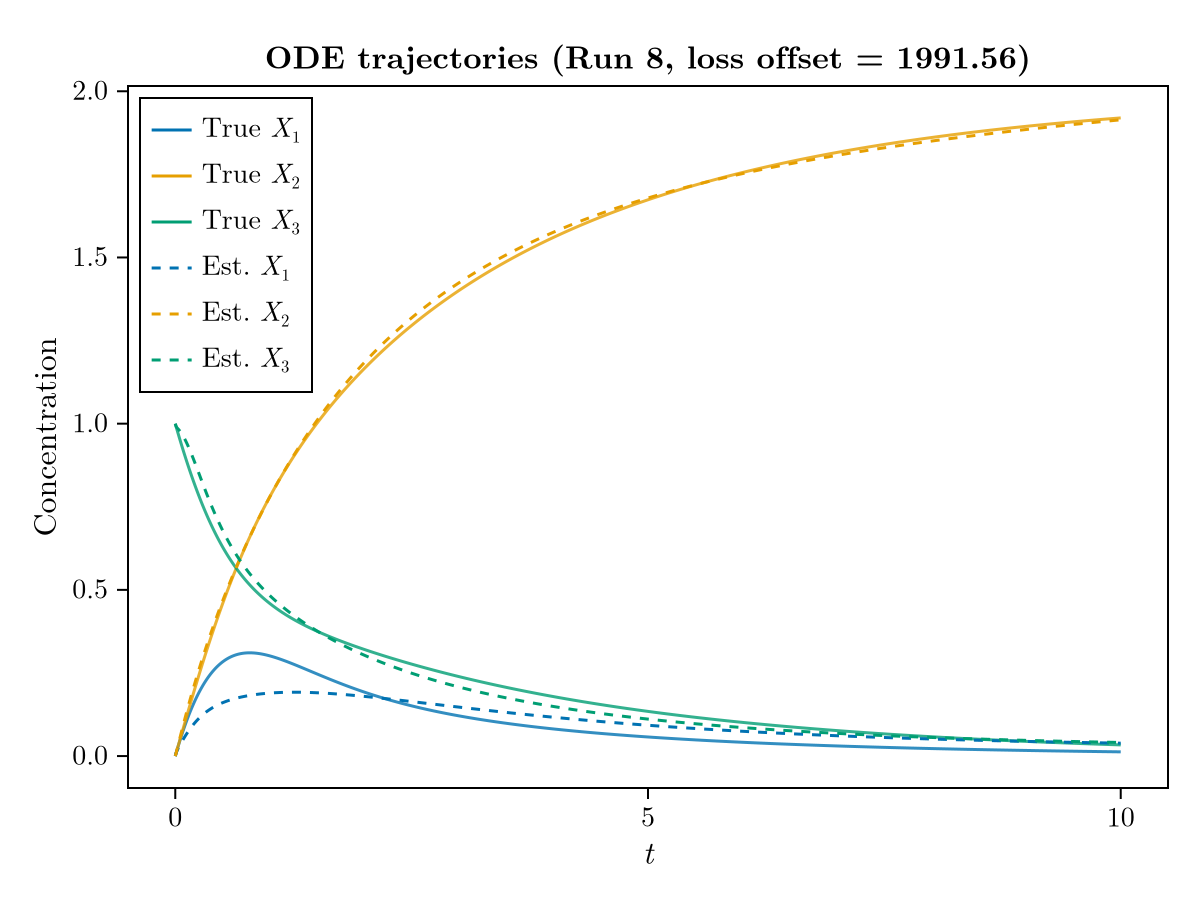 ODE trajectories (Run 8, loss offset = 1991.56)
2.0
1.5
1.0
0.5
0.0
Concentration
True X₁
True X₂
True X₃
Est. X₁
Est. X₂
Est. X₃
0
5
10
t